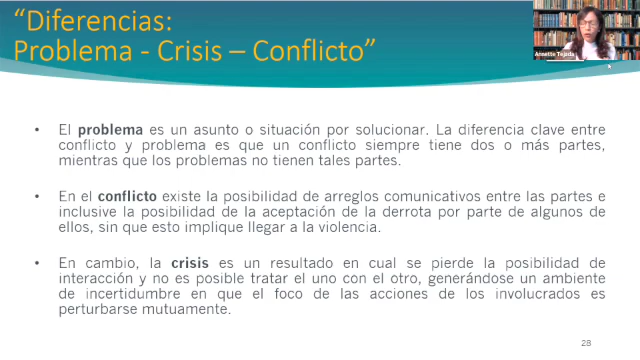 “Diferencias:
Problema - Crisis – Conflicto”
Annette Tejada
• El problema es un asunto o situación por solucionar. La diferencia clave entre
conflicto y problema es que un conflicto siempre tiene dos o más partes,
mientras que los problemas no tienen tales partes.
• En el conflicto existe la posibilidad de arreglos comunicativos entre las partes e
inclusive la posibilidad de la aceptación de la derrota por parte de algunos de
ellos, sin que esto implique llegar a la violencia.
• En cambio, la crisis es un resultado en cual se pierde la posibilidad de
interacción y no es posible tratar el uno con el otro, generándose un ambiente
de incertidumbre en que el foco de las acciones de los involucrados es
perturbarse mutuamente.
28